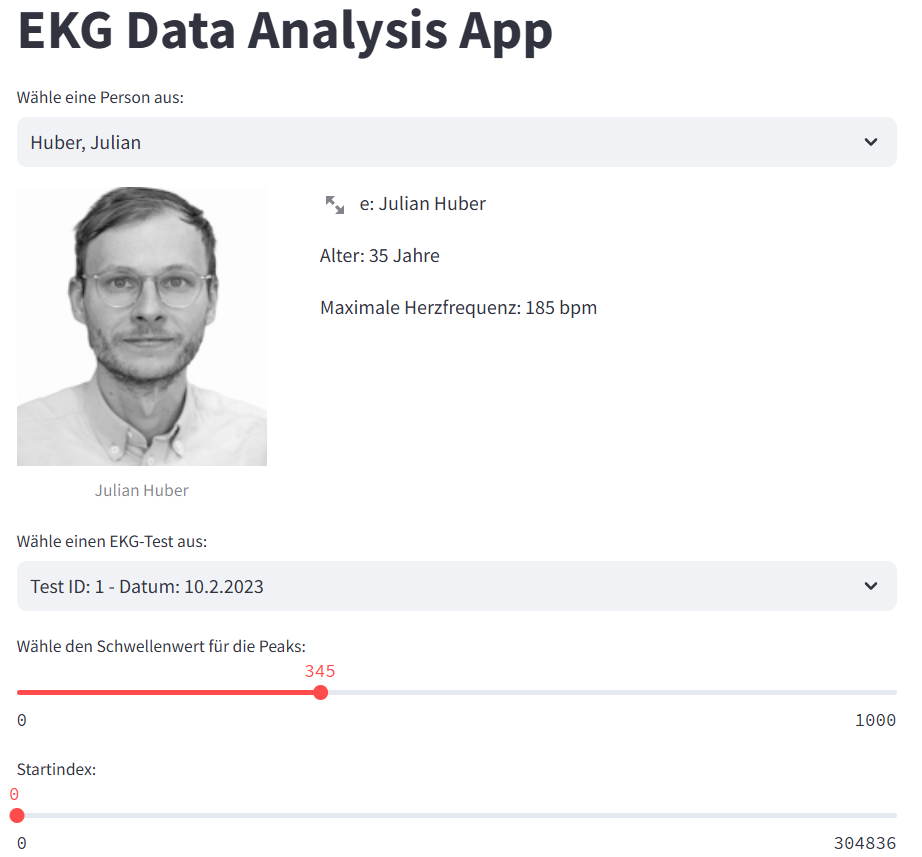 EKG Data Analysis App
Wähle eine Person aus:
Huber, Julian
e: Julian Huber
Alter: 35 Jahre
Maximale Herzfrequenz: 185 bpm
Julian Huber
Wähle einen EKG-Test aus:
Test ID: 1 - Datum: 10.2.2023
Wähle den Schwellenwert für die Peaks:
345
0 1000
Startindex:
0
0 304836